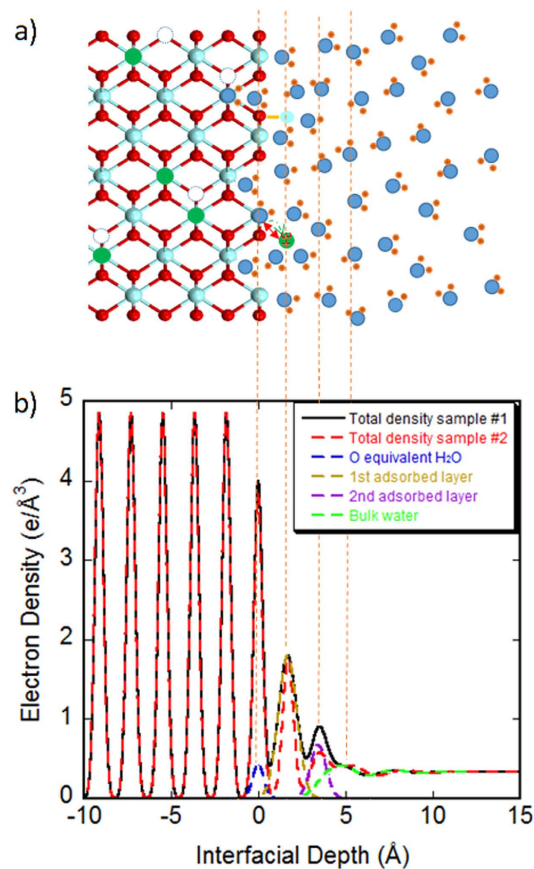 a)
b)
5
4
3
2
1
0
Electron Density (e/Å³)
Total density sample #1
Total density sample #2
O equivalent H₂O
1st adsorbed layer
2nd adsorbed layer
Bulk water
-10 -5 0 5 10 15
Interfacial Depth (Å)